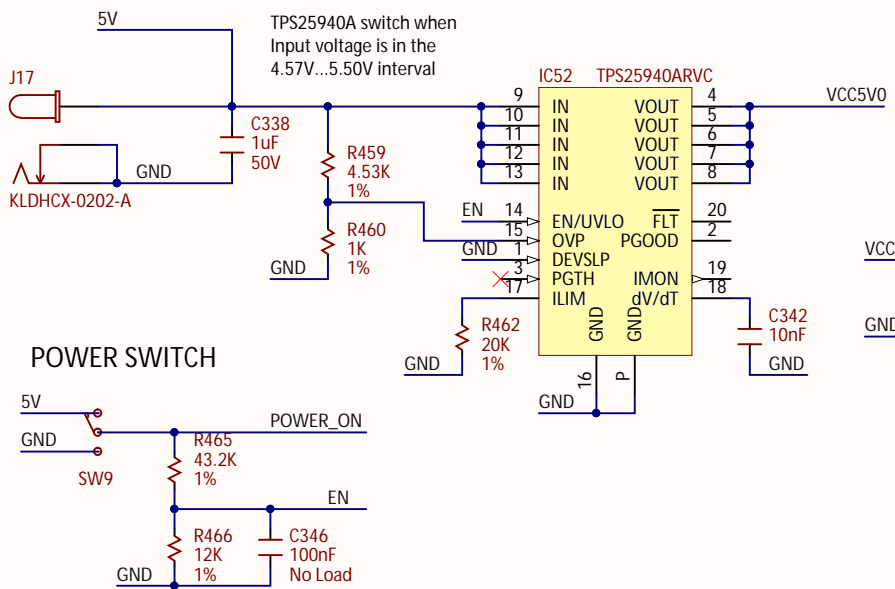 5V
TPS25940A switch when
Input voltage is in the
4.57V...5.50V interval
J17
IC52 TPS25940ARVC
9 IN VOUT 4 VCC5V0
10 IN VOUT 5
11 IN VOUT 6
12 IN VOUT 7
13 IN VOUT 8
C338
1uF
50V
R459
4.53K
1%
GND
KLDHCX-0202-A
EN 14 EN/UVLO FLT 20
15 OVP PGOOD 2
GND 1 DEVSLP
3 PGTH IMON 19
17 ILIM dV/dT 18
R460
1K
1%
GND
VCC
GND
GND GND
16 P
GND
R462
20K
1%
GND
C342
10nF
GND
POWER SWITCH
5V
POWER_ON
GND
SW9
R465
43.2K
1%
EN
R466
12K
1%
C346
100nF
No Load
GND